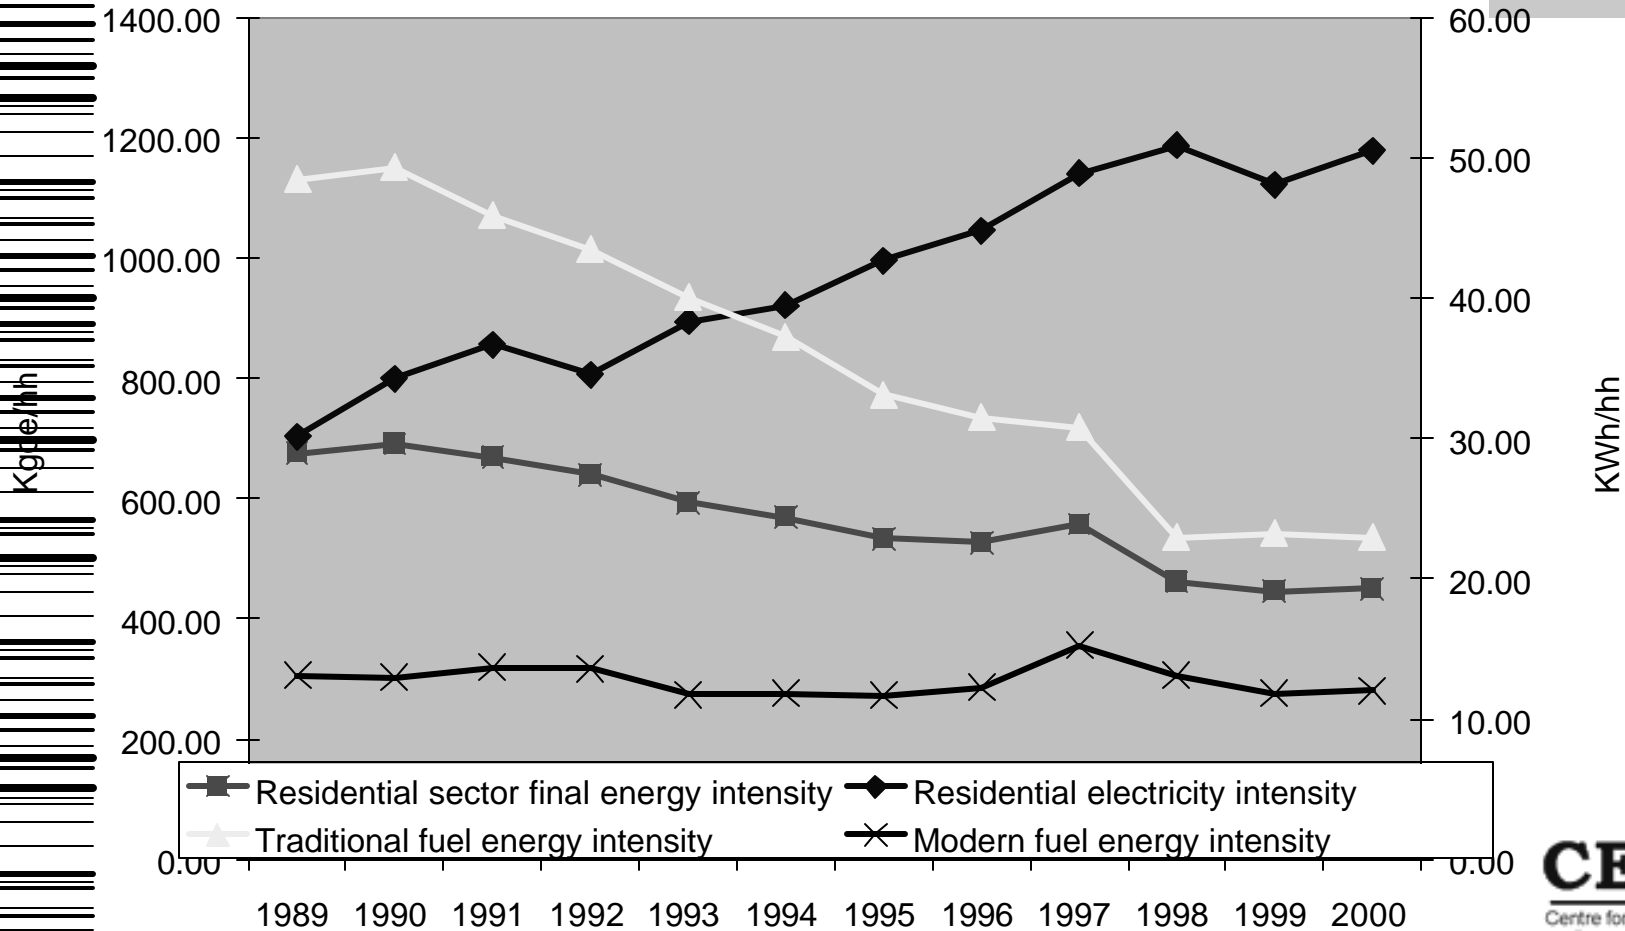 1400.00
1200.00
1000.00
800.00
600.00
400.00
200.00
0.00
Kgoe/hh
60.00
50.00
40.00
30.00
20.00
10.00
0.00
KWh/hh
Residential sector final energy intensity
Residential electricity intensity
Traditional fuel energy intensity
Modern fuel energy intensity
1989 1990 1991 1992 1993 1994 1995 1996 1997 1998 1999 2000
CE
Centre for